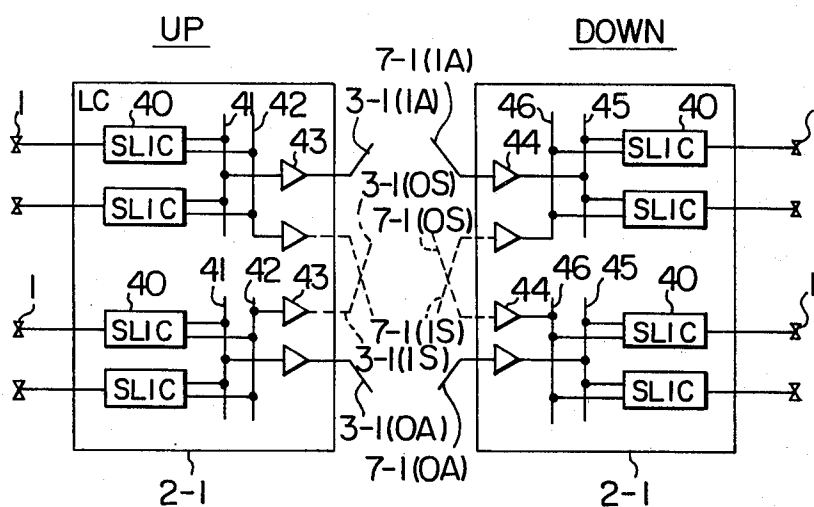 UP DOWN
7-1(1A)
3-1(1A)
1 LC 40 41 42 43 46 45 40 1
SLIC 44 SLIC
SLIC 3-1(0S) SLIC
7-1(0S)
1 40 41 42 43 44 46 45 40 1
SLIC 7-1(1S) SLIC
3-1(1S)
SLIC SLIC
3-1(0A)
7-1(0A)
2-1 2-1